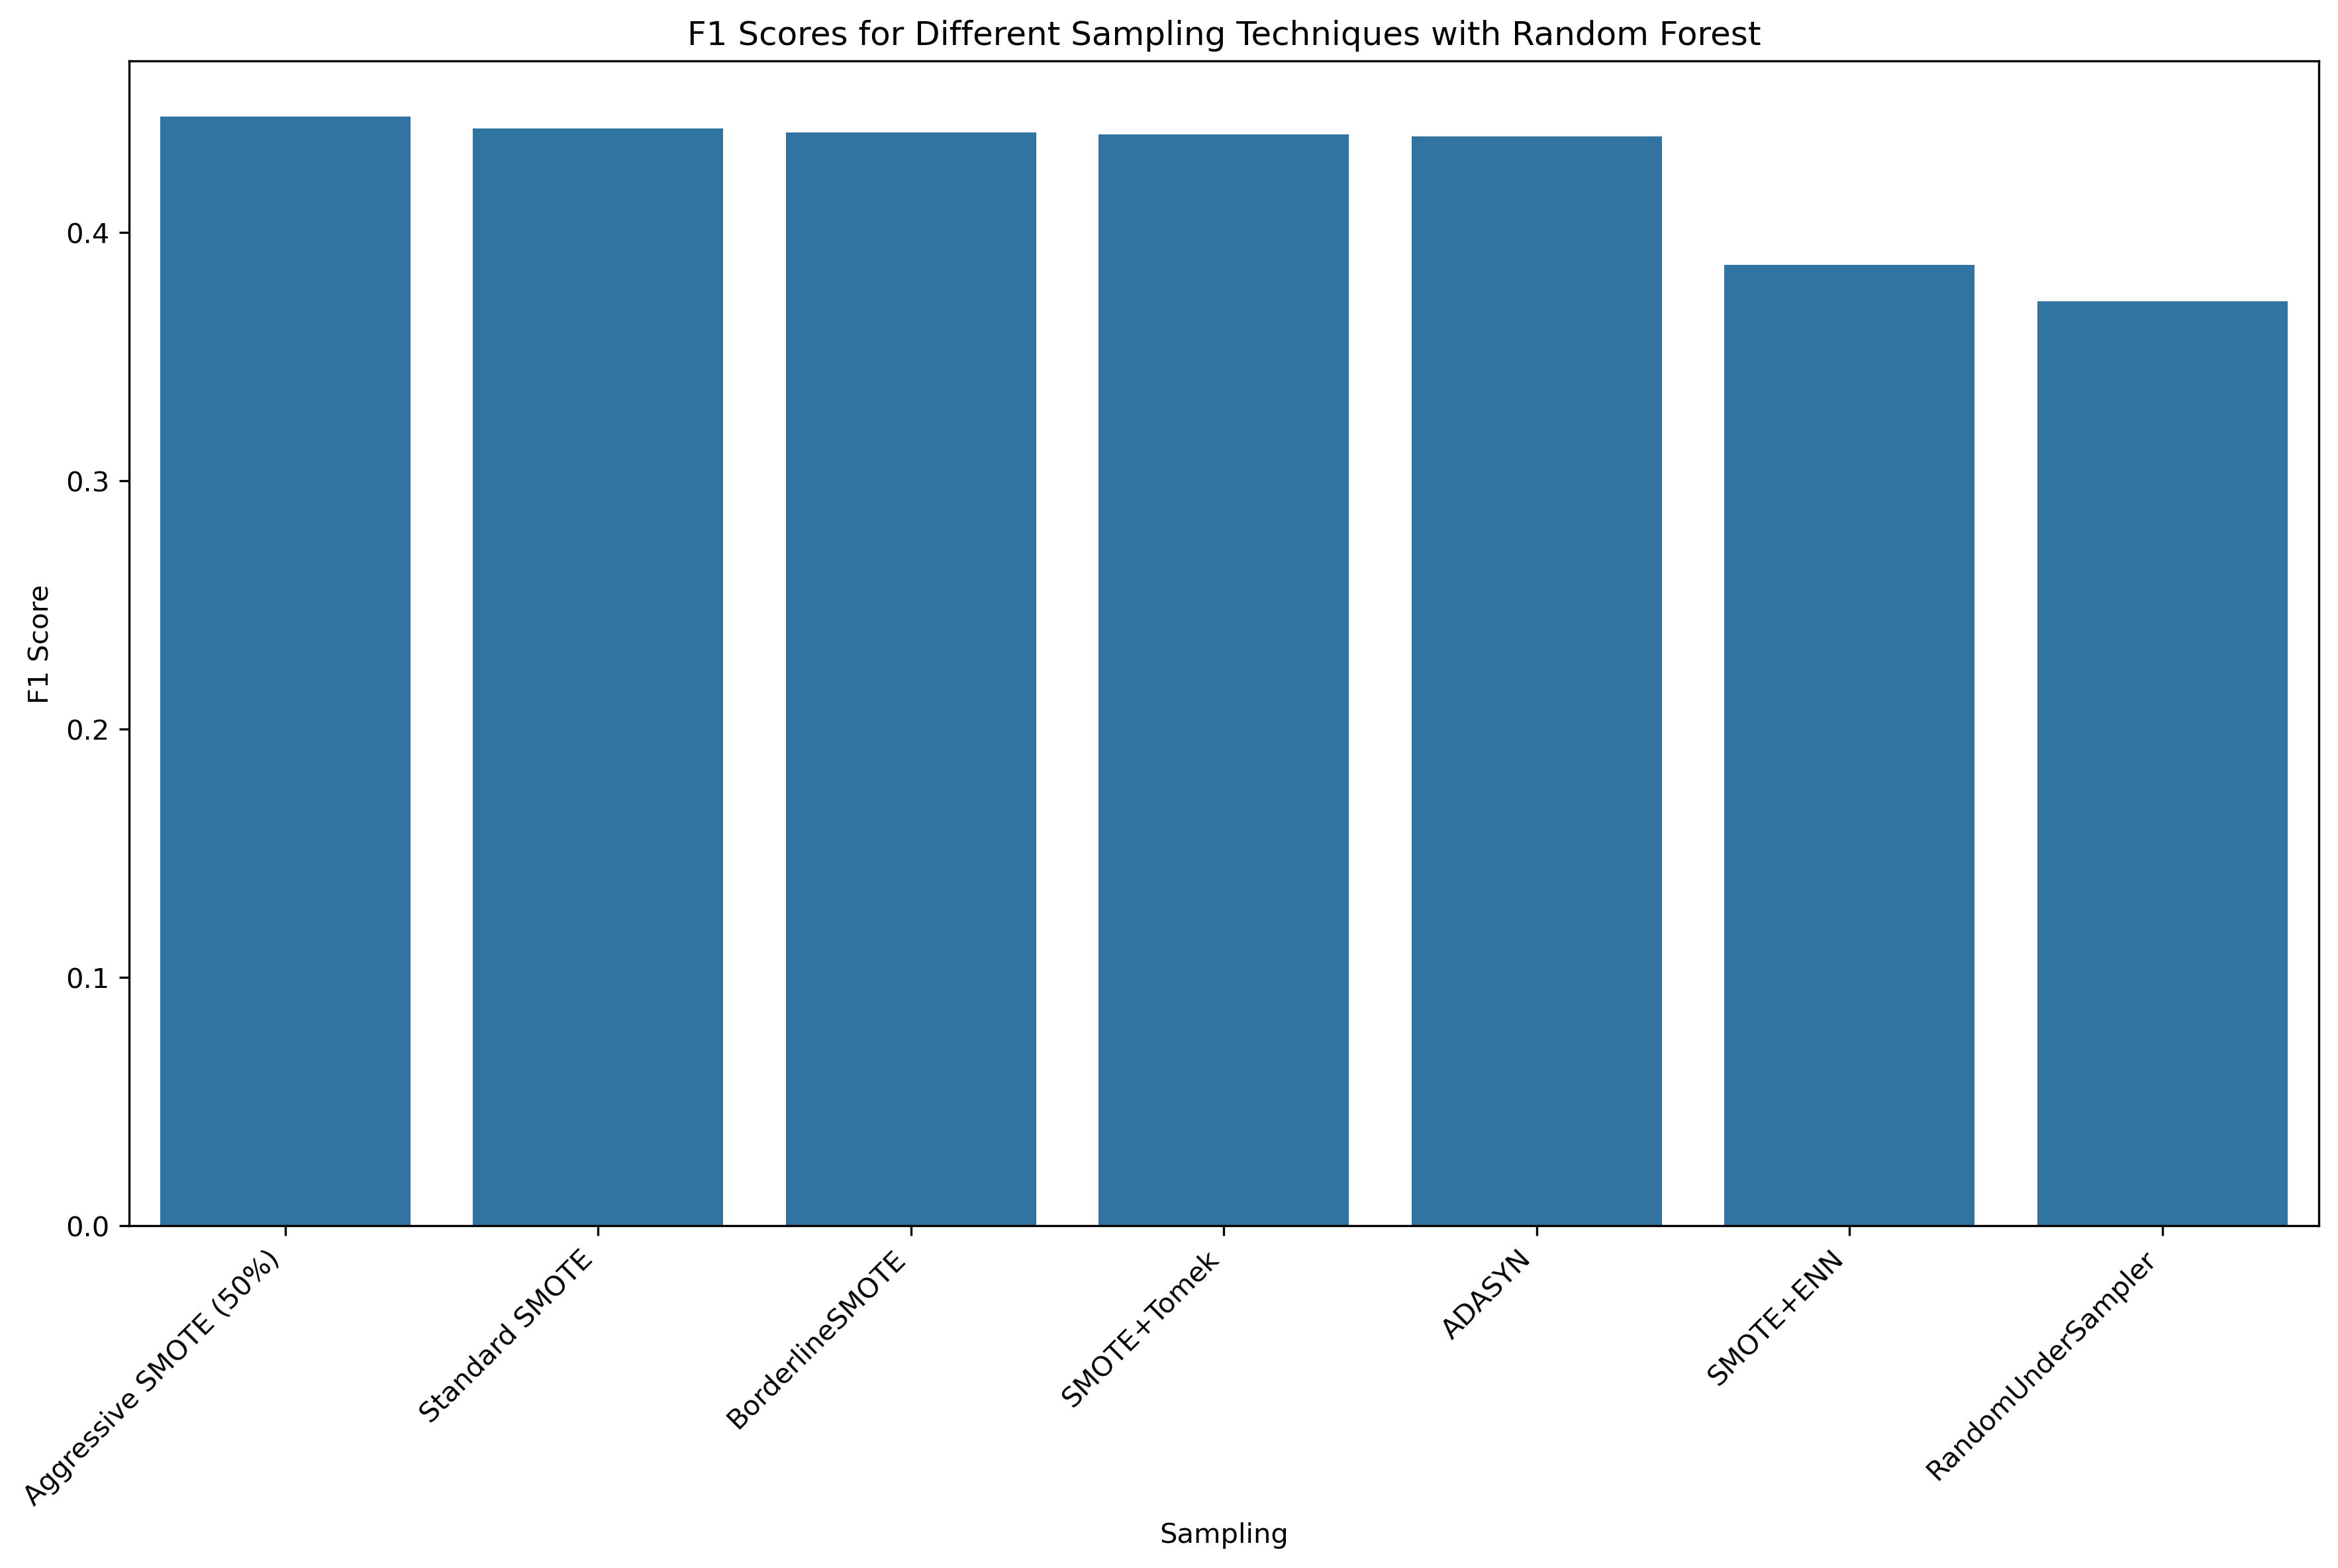 F1 Scores for Different Sampling Techniques with Random Forest
F1 Score
0.4
0.3
0.2
0.1
0.0
Aggressive SMOTE (50%)
Standard SMOTE
BorderlineSMOTE
SMOTE+Tomek
ADASYN
SMOTE+ENN
RandomUnderSampler
Sampling